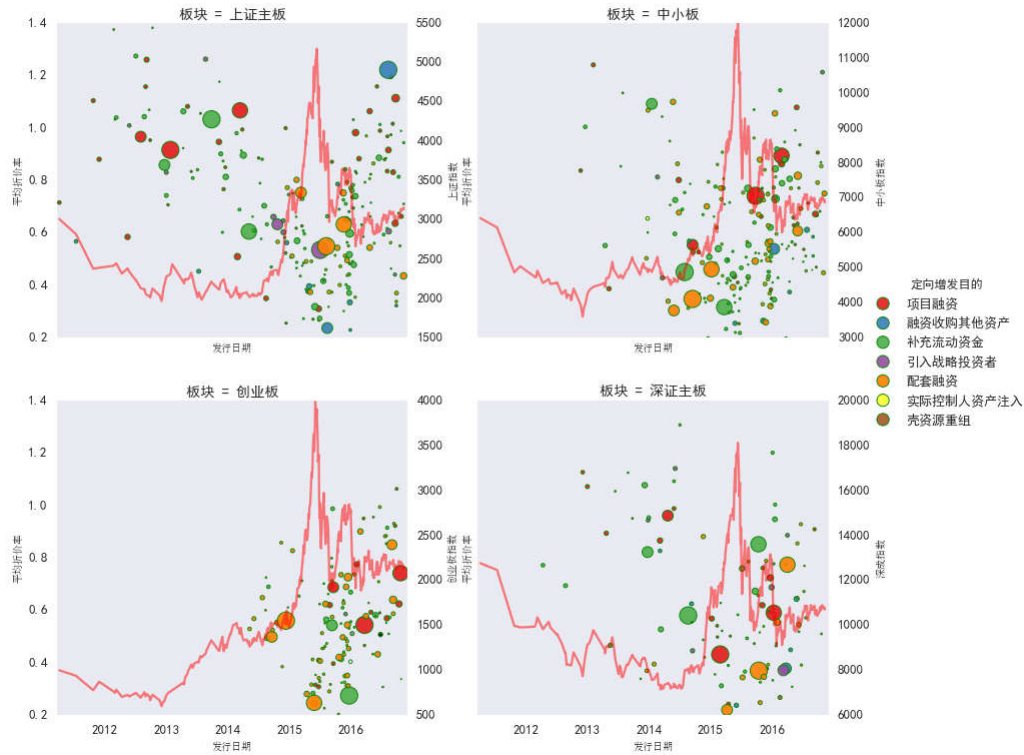 板块 = 上证主板
1.4
1.2
1.0
0.8
0.6
0.4
0.2
平均折价率
5500
5000
4500
4000
3500
3000
2500
2000
1500
上证指数
发行日期
板块 = 中小板
平均折价率
12000
11000
10000
9000
8000
7000
6000
5000
4000
3000
中小板指数
发行日期
板块 = 创业板
1.4
1.2
1.0
0.8
0.6
0.4
0.2
平均折价率
4000
3500
3000
2500
2000
1500
1000
500
创业板指数
2012
2013
2014
2015
2016
发行日期
板块 = 深证主板
平均折价率
20000
18000
16000
14000
12000
10000
8000
6000
深成指数
2012
2013
2014
2015
2016
发行日期
定向增发目的
项目融资
融资收购其他资产
补充流动资金
引入战略投资者
配套融资
实际控制人资产注入
壳资源重组